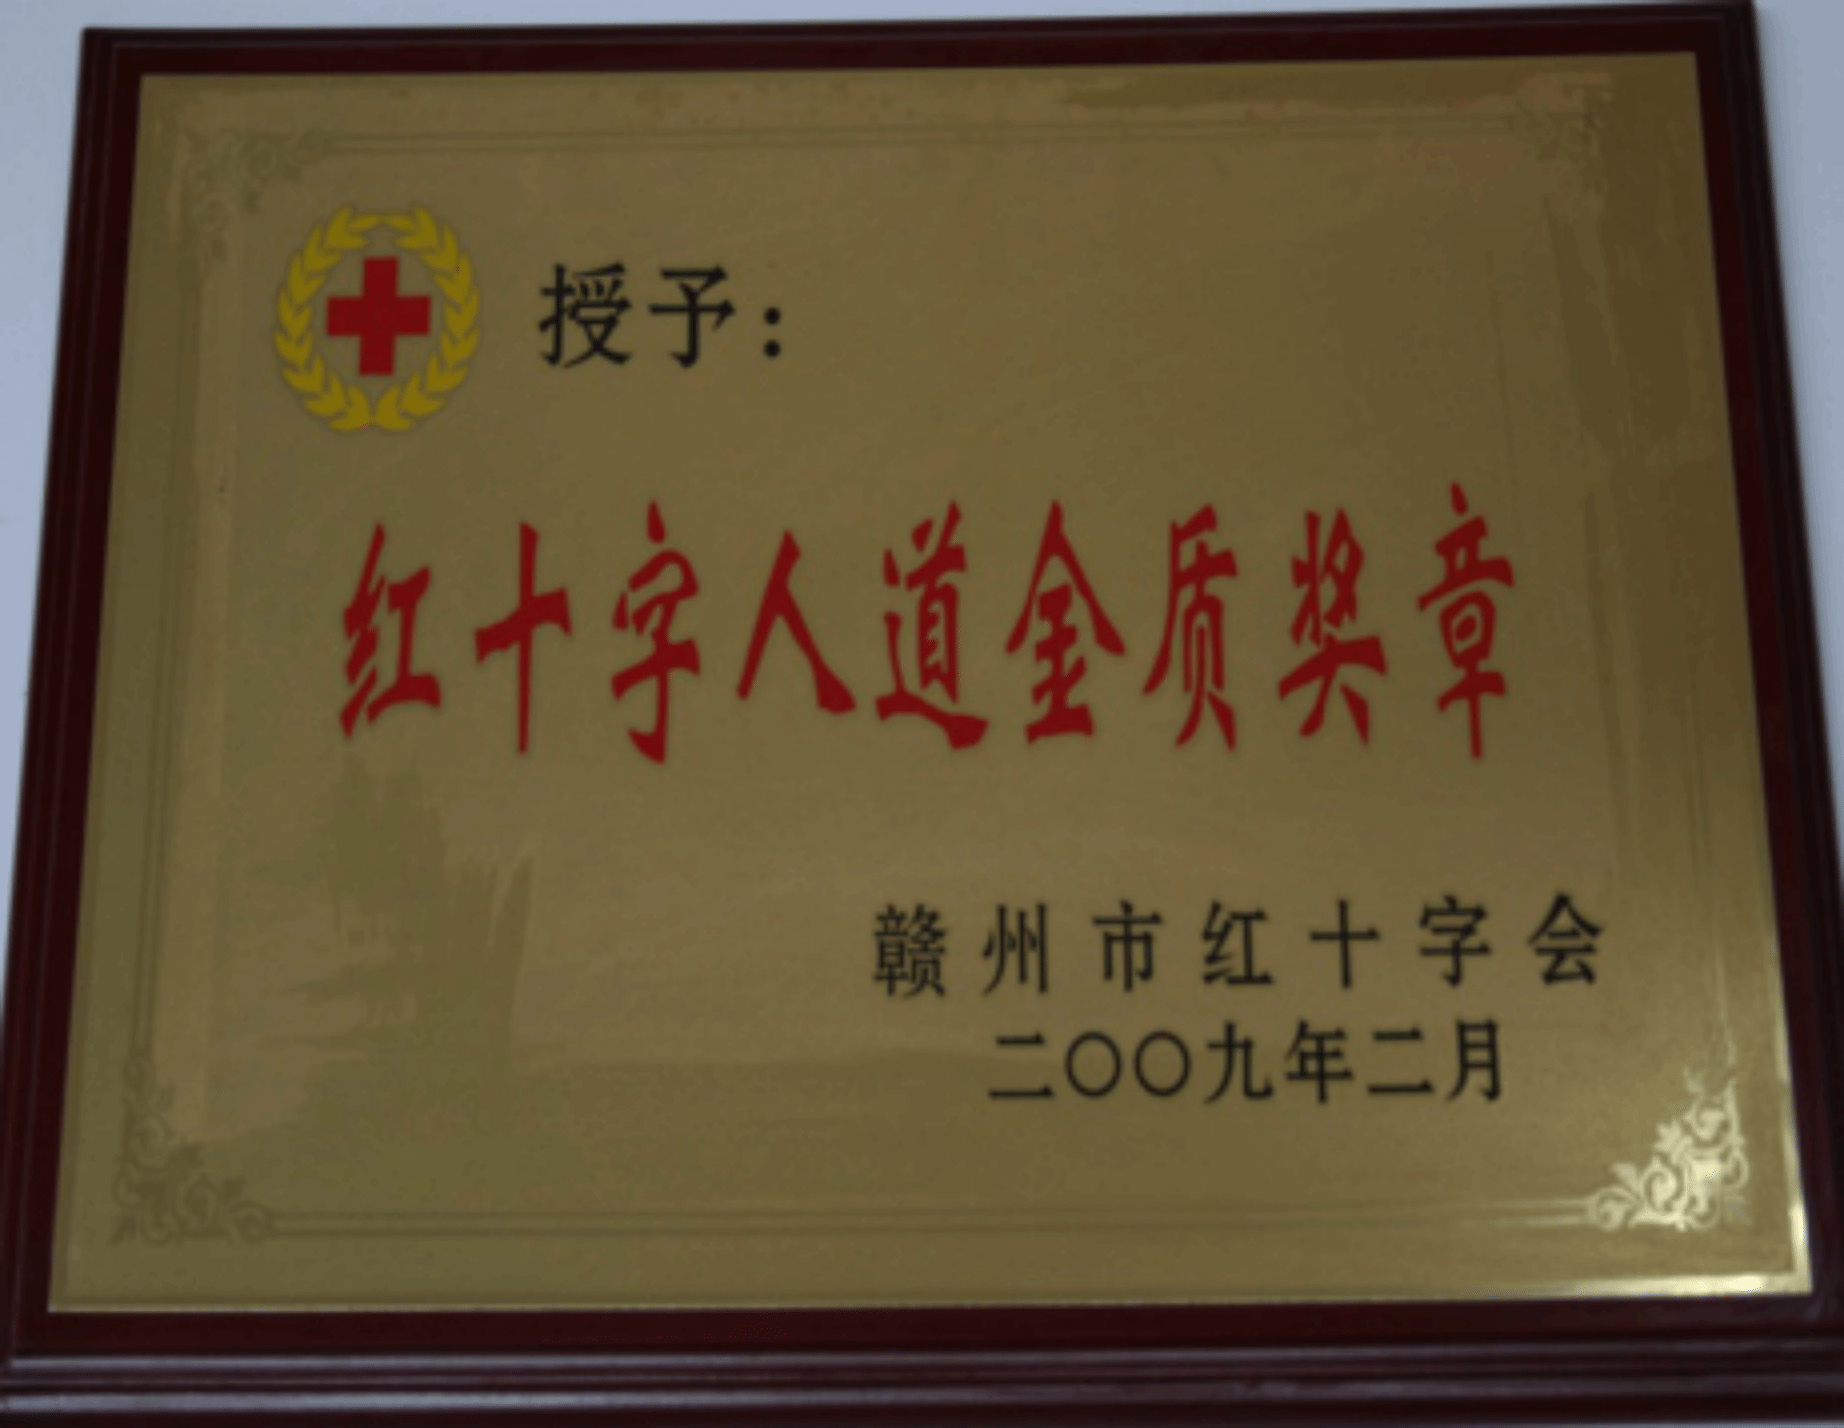 授予：
红十字人道金质奖章
赣州市红十字会
二〇〇九年二月